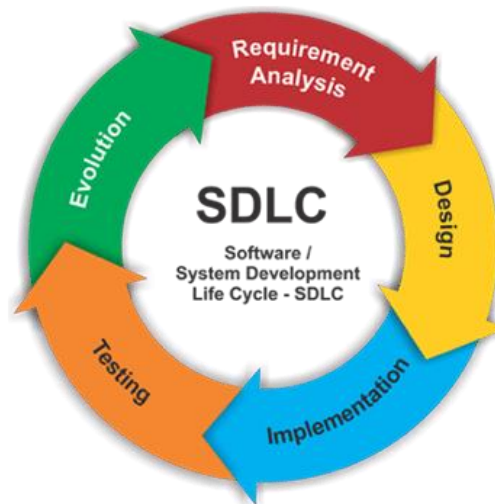 Requirement
Analysis
Design
Implementation
Testing
Evolution
SDLC
Software /
System Development
Life Cycle - SDLC